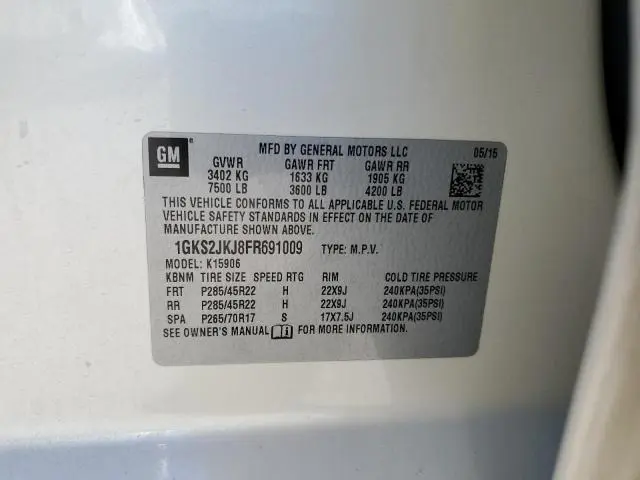 GM
MFD BY GENERAL MOTORS LLC 05/15
GVWR GAWR FRT GAWR RR
3402 KG 1633 KG 1905 KG
7500 LB 3600 LB 4200 LB
THIS VEHICLE CONFORMS TO ALL APPLICABLE U.S. FEDERAL MOTOR
VEHICLE SAFETY STANDARDS IN EFFECT ON THE DATE OF
MANUFACTURE SHOWN ABOVE.
1GKS2JKJ8FR691009 TYPE: M.P.V.
MODEL: K15906
KBNM TIRE SIZE SPEED RTG RIM COLD TIRE PRESSURE
FRT P285/45R22 H 22X9J 240KPA(35PSI)
RR P285/45R22 H 22X9J 240KPA(35PSI)
SPA P265/70R17 S 17X7.5J 240KPA(35PSI)
SEE OWNER'S MANUAL FOR MORE INFORMATION.